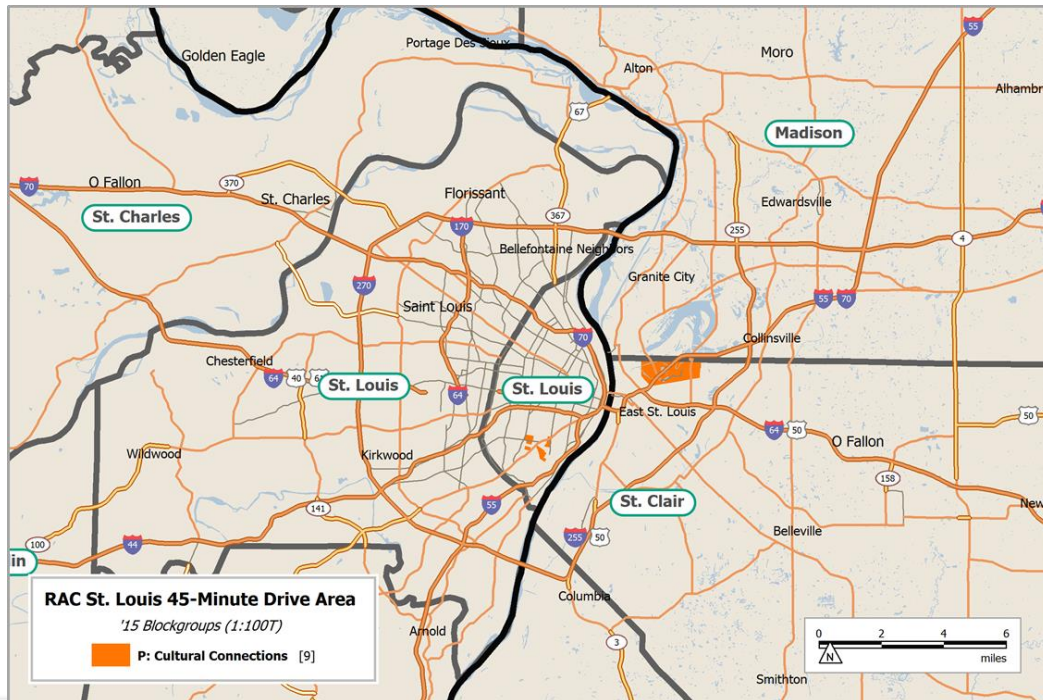 55
Portage Des Sioux
Golden Eagle
Moro
Alton
Alhambr
67
Madison
O Fallon
70
370
St. Charles
Florissant
St. Charles
Edwardsville
367
170
255
4
Bellefontaine Neighbors
Granite City
270
55
70
Saint Louis
70
Collinsville
Chesterfield
64
40
6
St. Louis
64
St. Louis
East St. Louis
50
64
50
O Fallon
Wildwood
Kirkwood
158
New
55
St. Clair
141
Belleville
100
44
255
50
in
RAC St. Louis 45-Minute Drive Area
'15 Blockgroups (1:100T)
P: Cultural Connections [9]
Columbia
Arnold
3
0 2 4 6
N
miles
Smithton